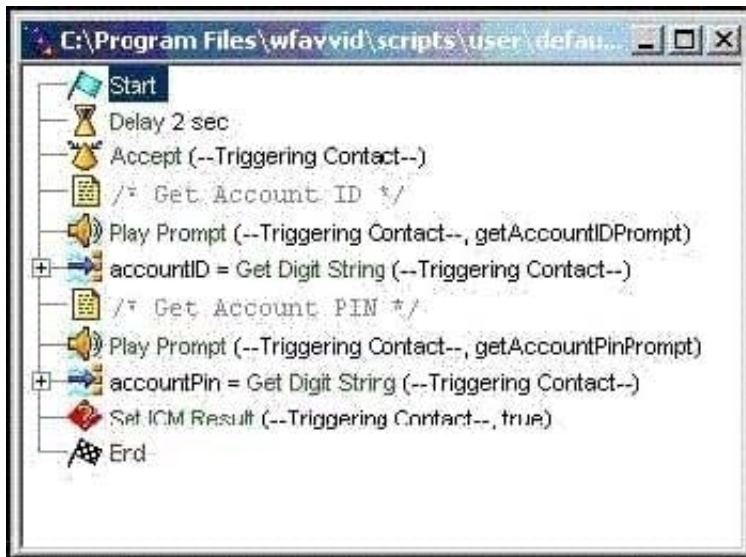 C:\Program Files\wfavvid\scripts\user\defau...
Start
Delay 2 sec
Accept (--Triggering Contact--)
/* Get Account ID */
Play Prompt (--Triggering Contact--, getAccountIDPrompt)
accountID = Get Digit String (--Triggering Contact--)
/* Get Account PIN */
Play Prompt (--Triggering Contact--, getAccountPinPrompt)
accountPin = Get Digit String (--Triggering Contact--)
Set ICM Result (--Triggering Contact--, true)
End